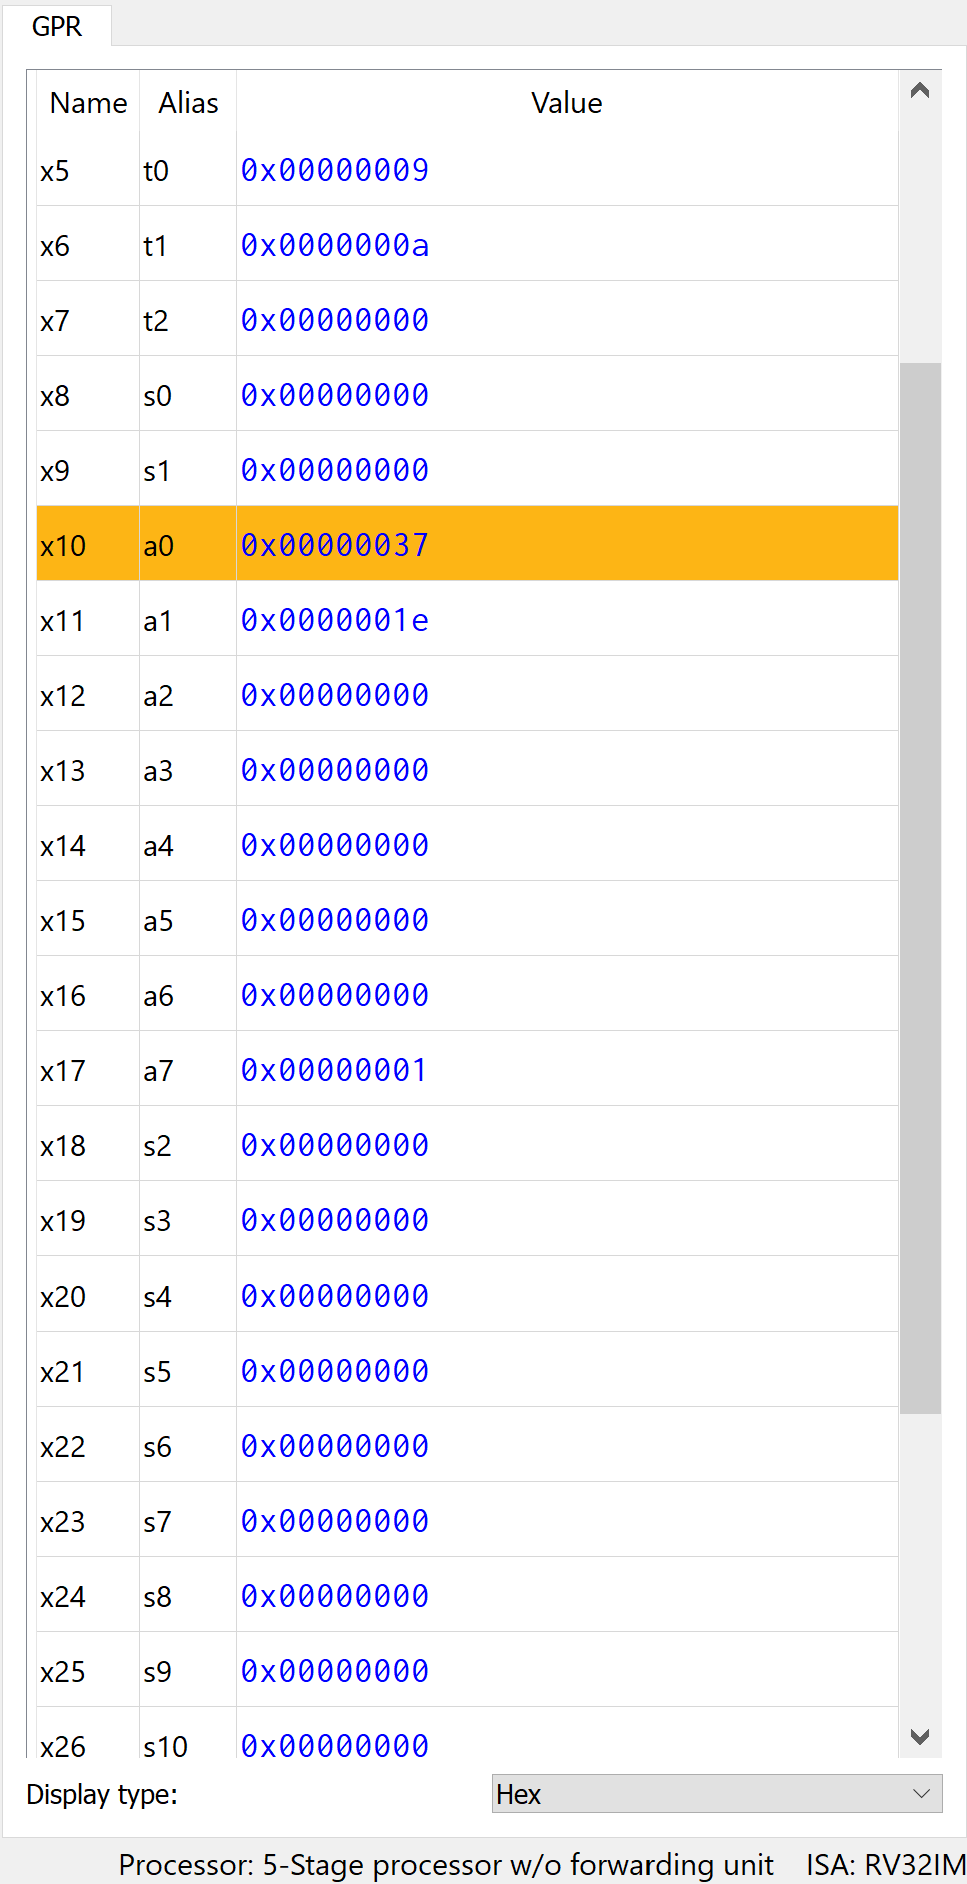 GPR
Name Alias Value
x5 t0 0x00000009
x6 t1 0x0000000a
x7 t2 0x00000000
x8 s0 0x00000000
x9 s1 0x00000000
x10 a0 0x00000037
x11 a1 0x0000001e
x12 a2 0x00000000
x13 a3 0x00000000
x14 a4 0x00000000
x15 a5 0x00000000
x16 a6 0x00000000
x17 a7 0x00000001
x18 s2 0x00000000
x19 s3 0x00000000
x20 s4 0x00000000
x21 s5 0x00000000
x22 s6 0x00000000
x23 s7 0x00000000
x24 s8 0x00000000
x25 s9 0x00000000
x26 s10 0x00000000
Display type: Hex
Processor: 5-Stage processor w/o forwarding unit ISA: RV32IM